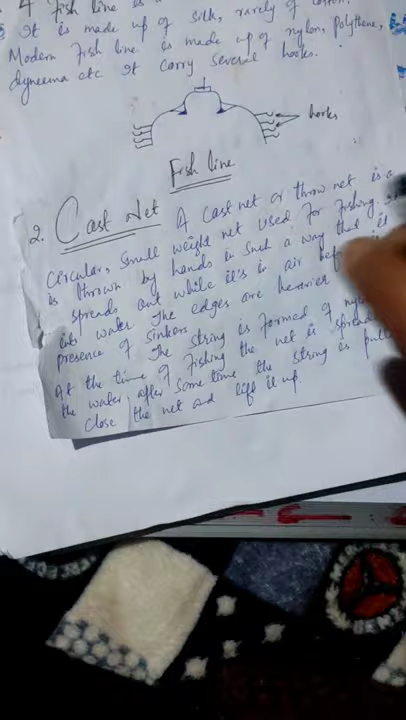 A Fish line is a
It is made up of silk, rarely of cotton.
Modern Fish line is made up of nylon, Polythene,
dyneema etc It carry several hooks.
hooks
Fish line
2. Cast Net A Cast net or throw net is a
Circular, Small weight net used for fishing.
is thrown by hands in Such a way that it
spreads out while it's in air
into water The edges are heavier
presence of sinkers The string is formed of
At the time of fishing the net is
the water, after some time the string is
Close the net and lift it up